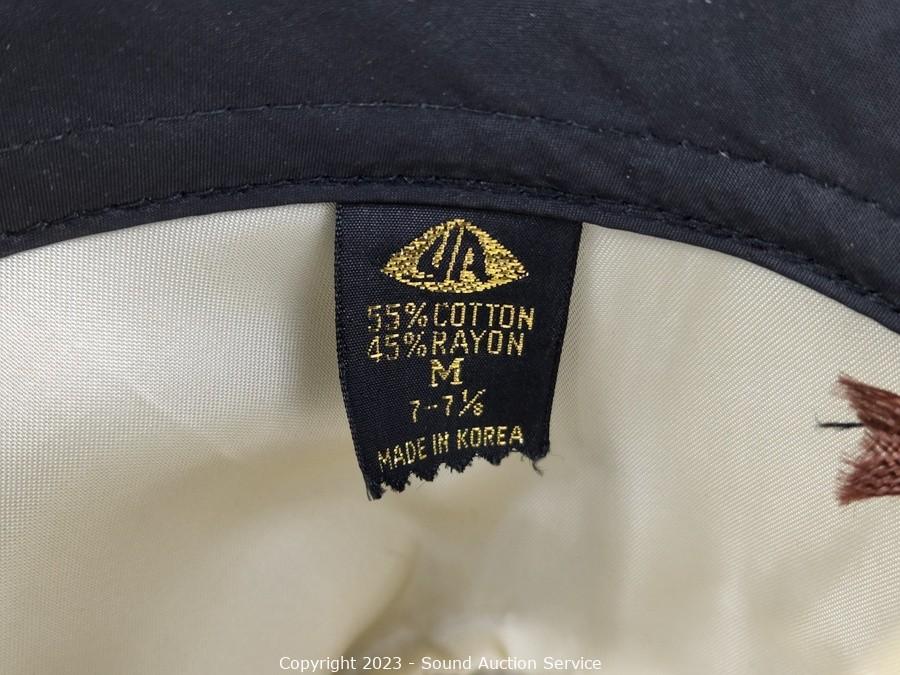 55% COTTON
45% RAYON
M
7-7⅛
MADE IN KOREA
Copyright 2023 - Sound Auction Service